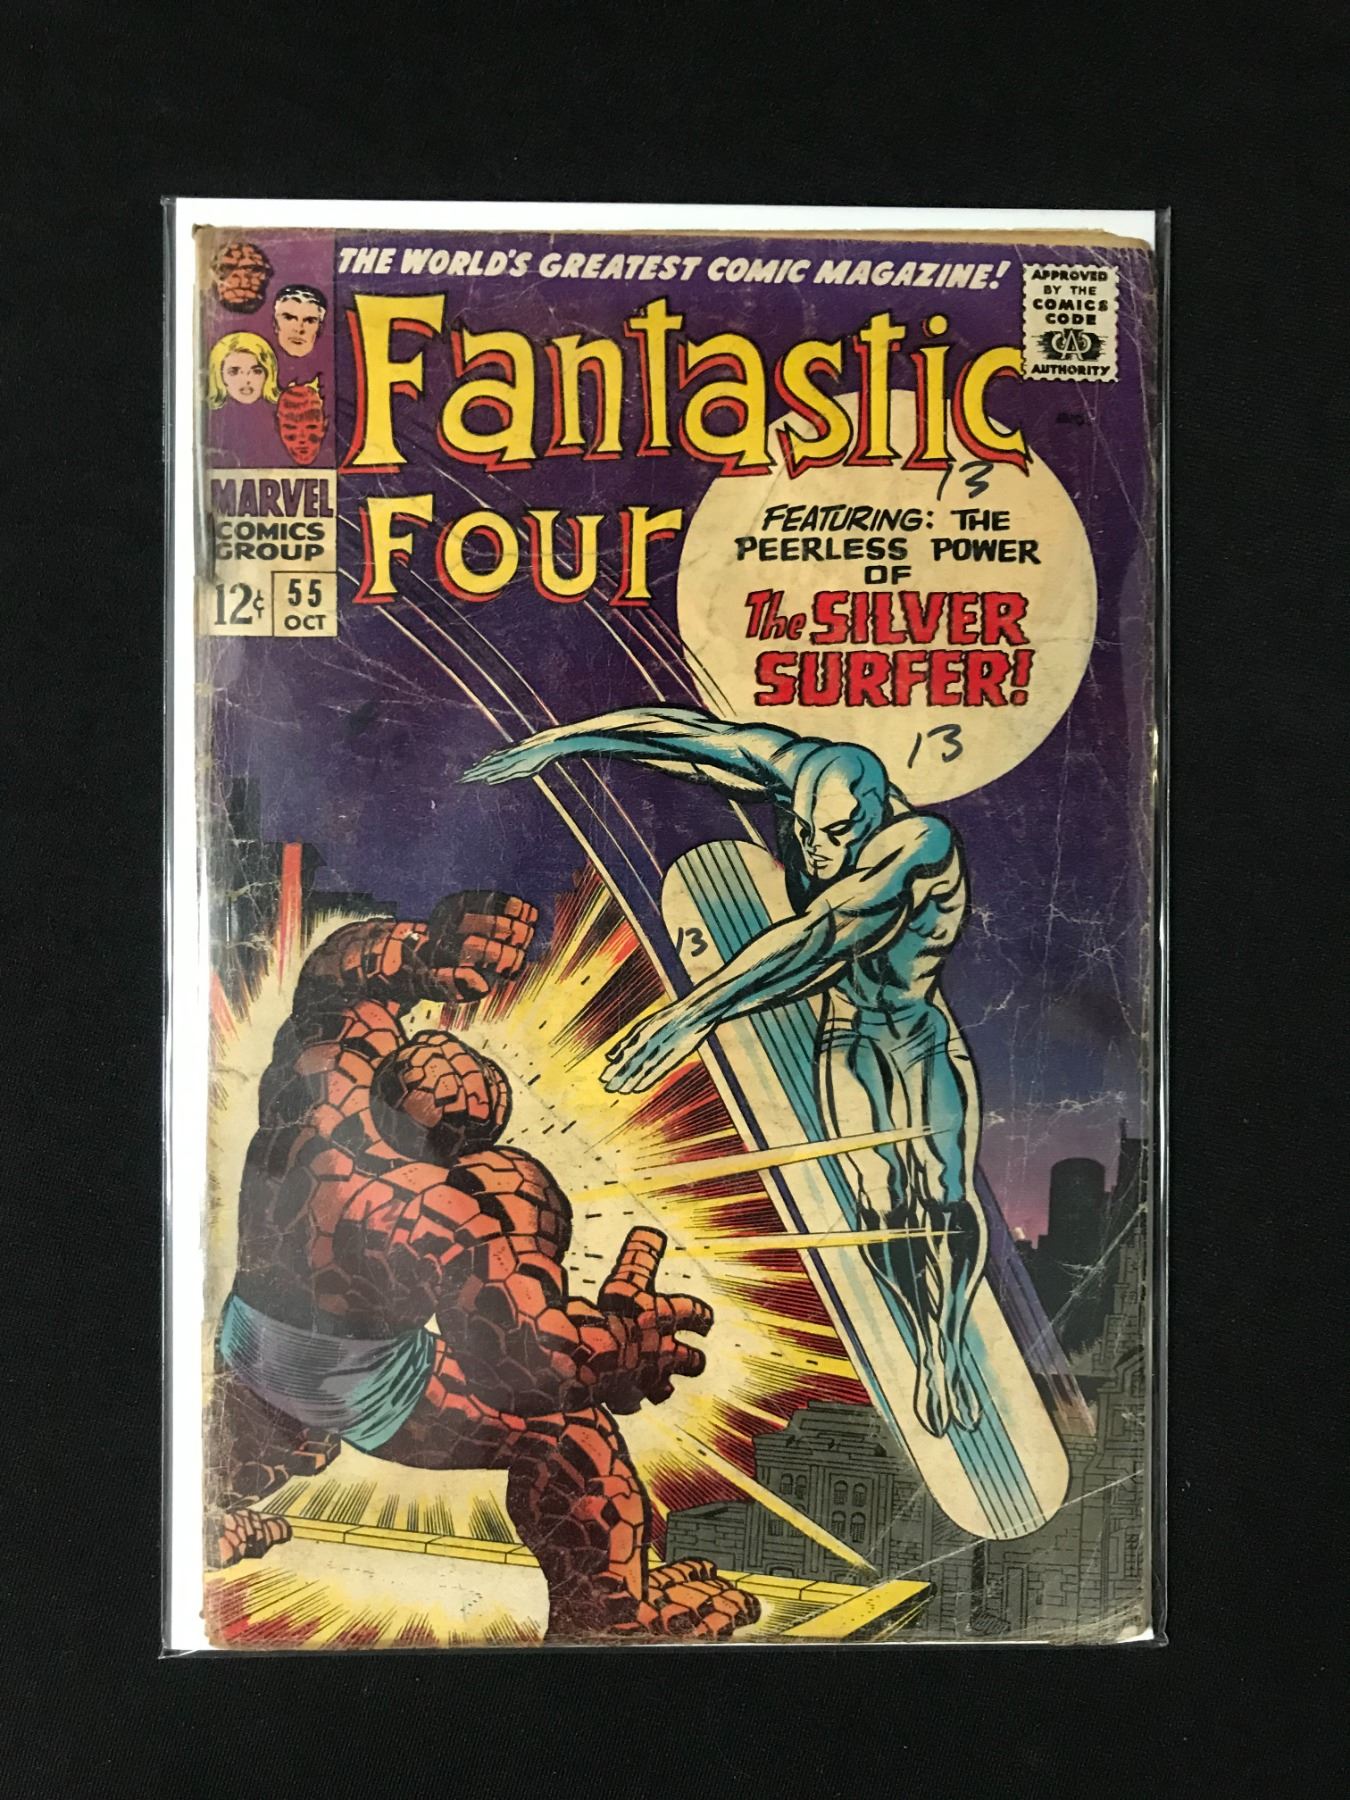 THE WORLD'S GREATEST COMIC MAGAZINE!
APPROVED
BY THE
COMICS
CODE
CA
AUTHORITY
Fantastic
Four
MARVEL
COMICS
GROUP
12¢
55
OCT
13
FEATURING: THE
PEERLESS POWER
OF
The SILVER
SURFER!
13
13